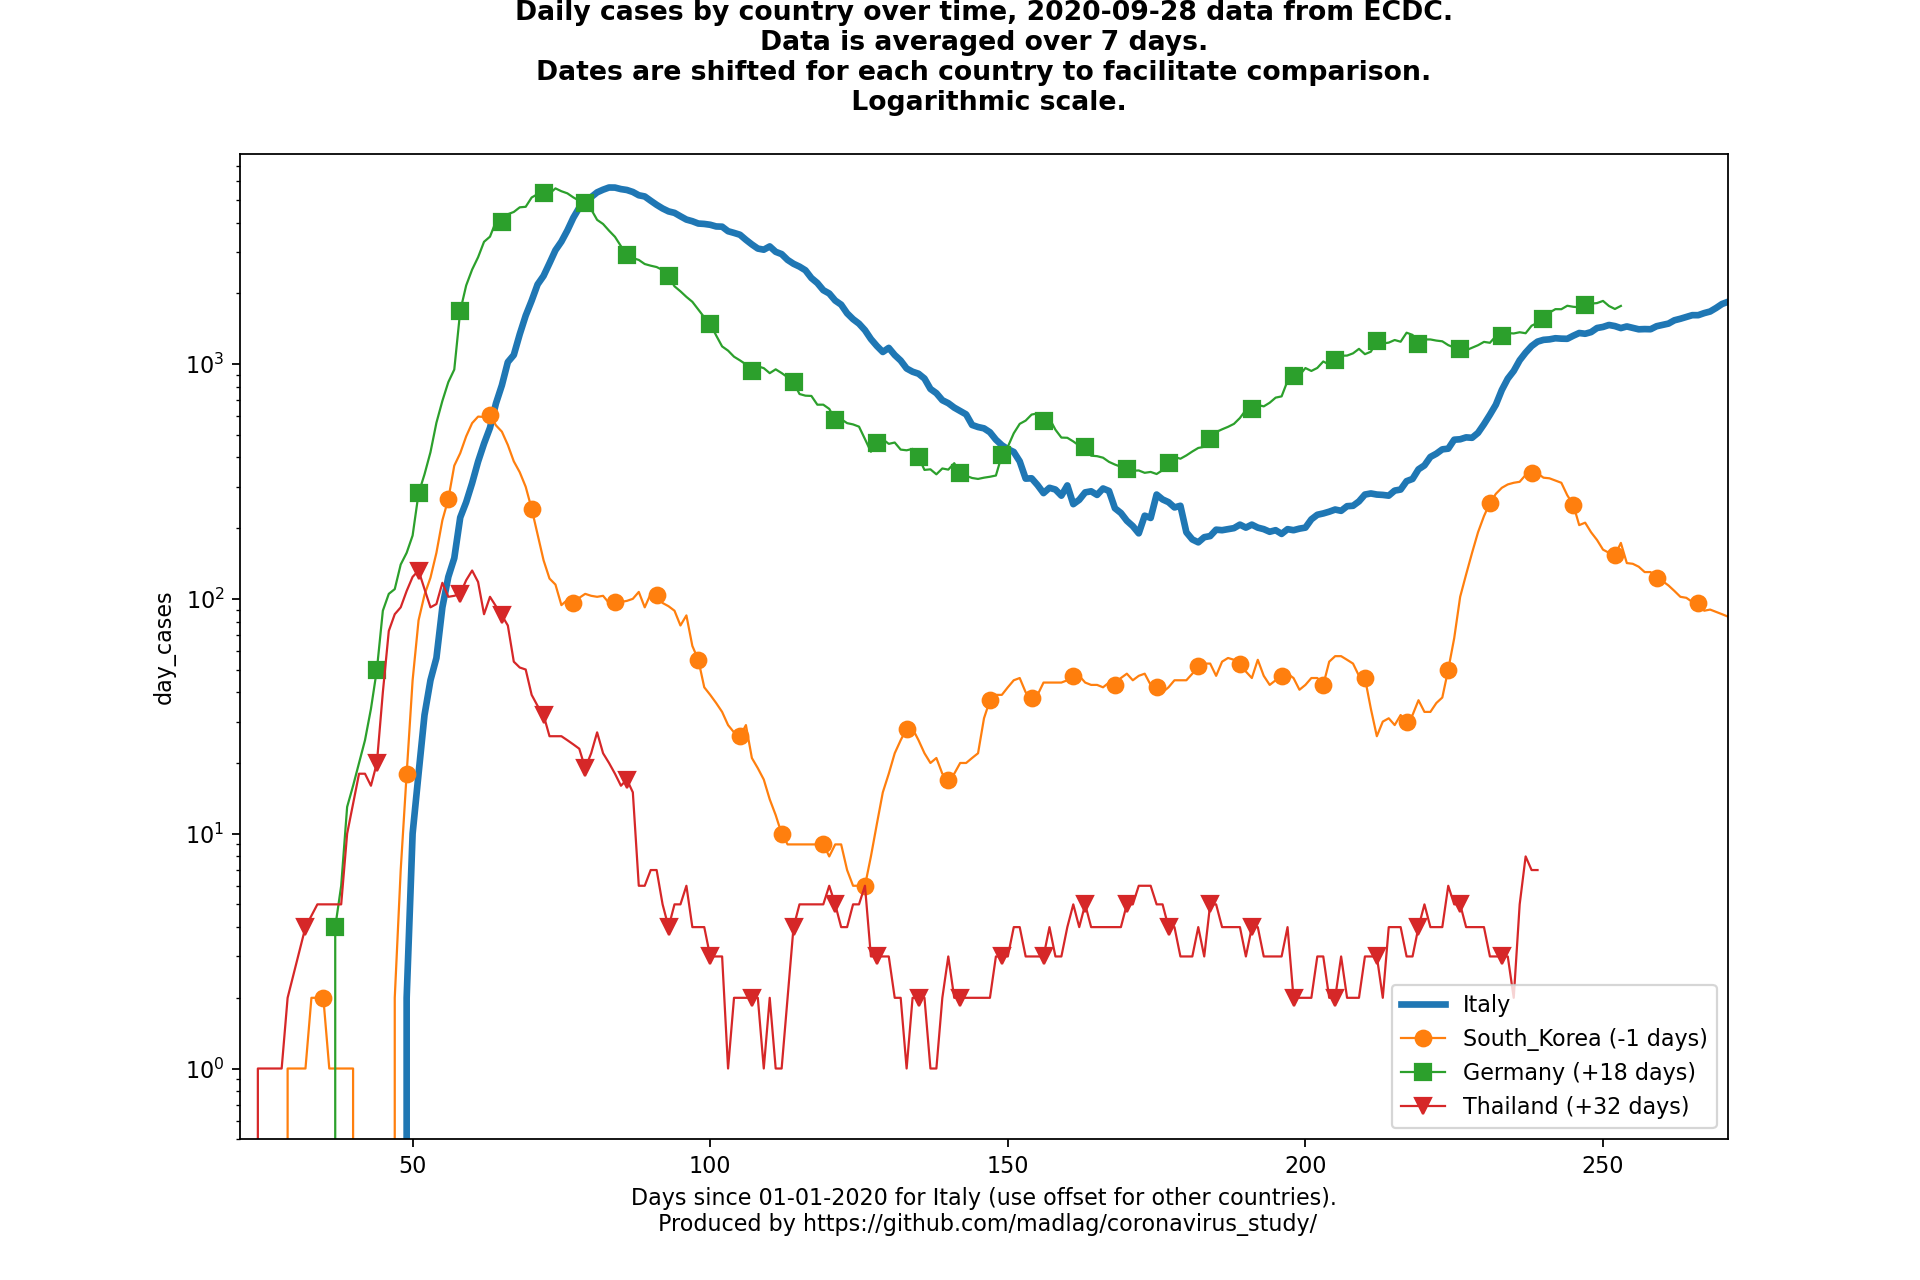 Daily cases by country over time, 2020-09-28 data from ECDC.
Data is averaged over 7 days.
Dates are shifted for each country to facilitate comparison.
Logarithmic scale.
day_cases
10³
10²
10¹
10⁰
50
100
150
200
250
Italy
South_Korea (-1 days)
Germany (+18 days)
Thailand (+32 days)
Days since 01-01-2020 for Italy (use offset for other countries).
Produced by https://github.com/madlag/coronavirus_study/